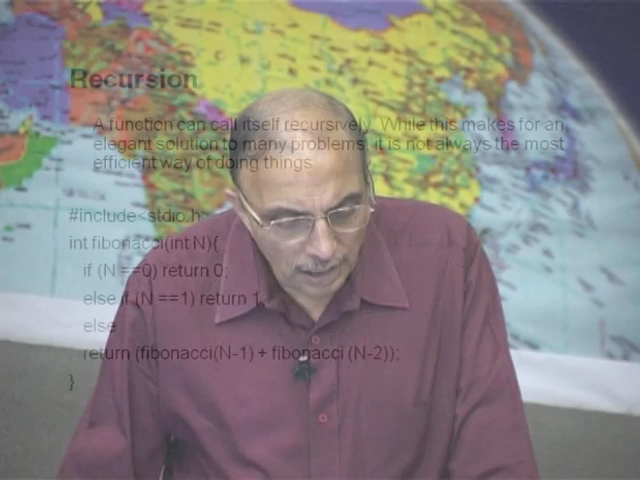 Recursion
A function can call itself recursively. While this makes for an
elegant solution to many problems, it is not always the most
efficient way of doing things
#include<stdio.h>
int fibonacci(int N){
if (N ==0) return 0;
else if (N ==1) return 1;
else
return (fibonacci(N-1) + fibonacci (N-2));
}